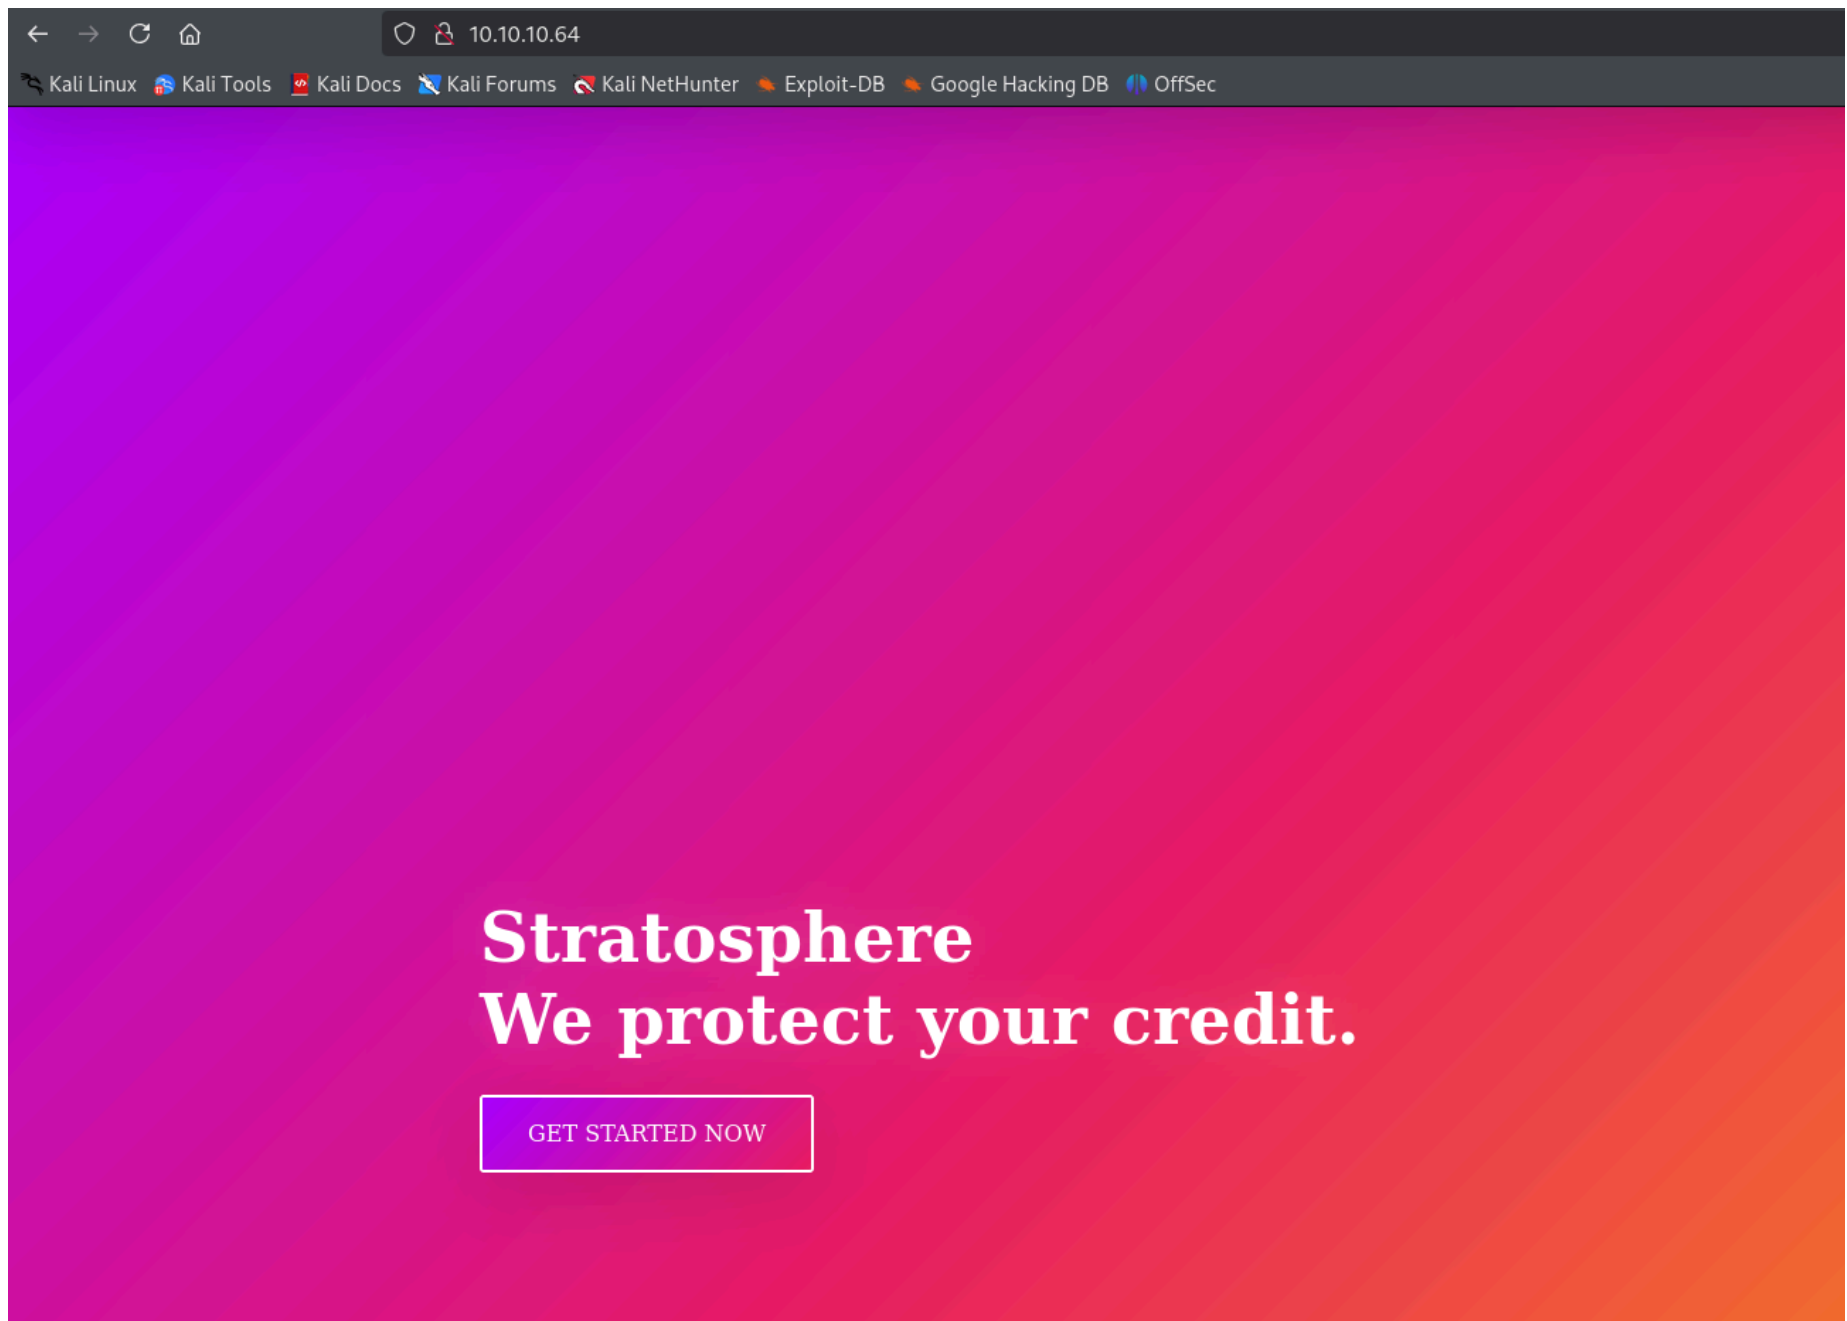 10.10.10.64
Kali Linux Kali Tools Kali Docs Kali Forums Kali NetHunter Exploit-DB Google Hacking DB OffSec
Stratosphere
We protect your credit.
GET STARTED NOW